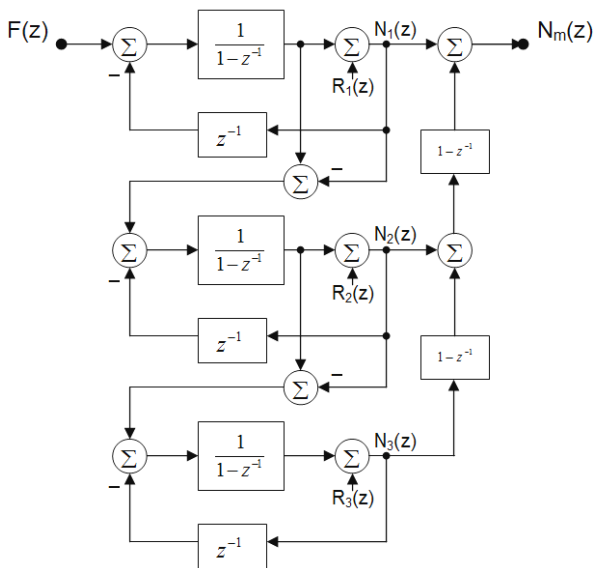 F(z) Σ 1/(1−z⁻¹) Σ N₁(z) Σ Nₘ(z)
− R₁(z)
z⁻¹ 1−z⁻¹
Σ −
Σ 1/(1−z⁻¹) Σ N₂(z) Σ
− R₂(z)
z⁻¹ 1−z⁻¹
Σ −
Σ 1/(1−z⁻¹) Σ N₃(z)
− R₃(z)
z⁻¹